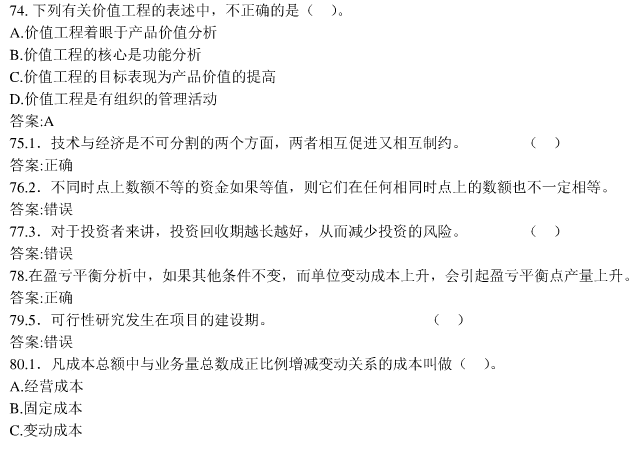 74. 下列有关价值工程的表述中，不正确的是（　）。
A.价值工程着眼于产品价值分析
B.价值工程的核心是功能分析
C.价值工程的目标表现为产品价值的提高
D.价值工程是有组织的管理活动
答案:A
75.1．技术与经济是不可分割的两个方面，两者相互促进又相互制约。　　　　（　）
答案:正确
76.2．不同时点上数额不等的资金如果等值，则它们在任何相同时点上的数额也不一定相等。
答案:错误
77.3．对于投资者来讲，投资回收期越长越好，从而减少投资的风险。　　　　（　）
答案:错误
78.在盈亏平衡分析中，如果其他条件不变，而单位变动成本上升，会引起盈亏平衡点产量上升。
答案:正确
79.5．可行性研究发生在项目的建设期。　　　　　　　　　　（　）
答案:错误
80.1．凡成本总额中与业务量总数成正比例增减变动关系的成本叫做（　）。
A.经营成本
B.固定成本
C.变动成本